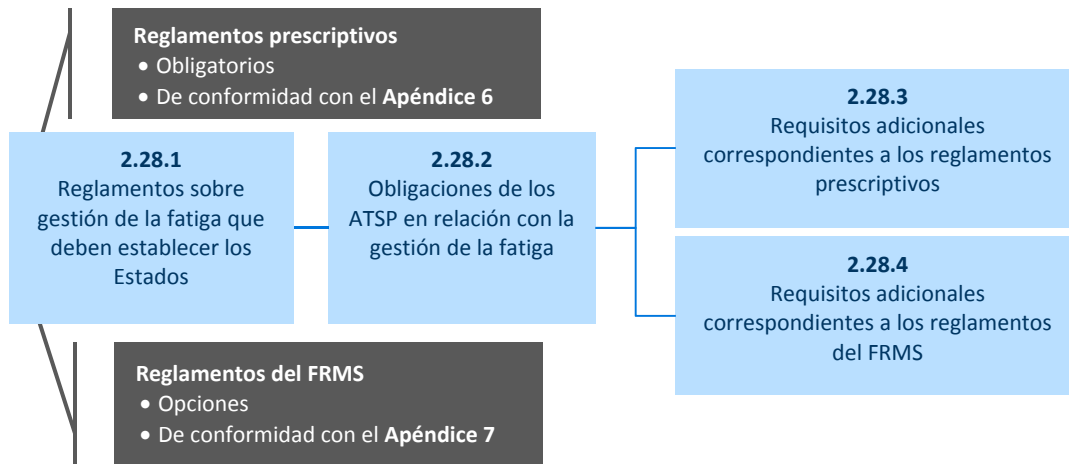 Reglamentos prescriptivos
• Obligatorios
• De conformidad con el Apéndice 6
2.28.1
Reglamentos sobre
gestión de la fatiga que
deben establecer los
Estados
2.28.2
Obligaciones de los
ATSP en relación con la
gestión de la fatiga
2.28.3
Requisitos adicionales
correspondientes a los reglamentos
prescriptivos
2.28.4
Requisitos adicionales
correspondientes a los reglamentos
del FRMS
Reglamentos del FRMS
• Opciones
• De conformidad con el Apéndice 7